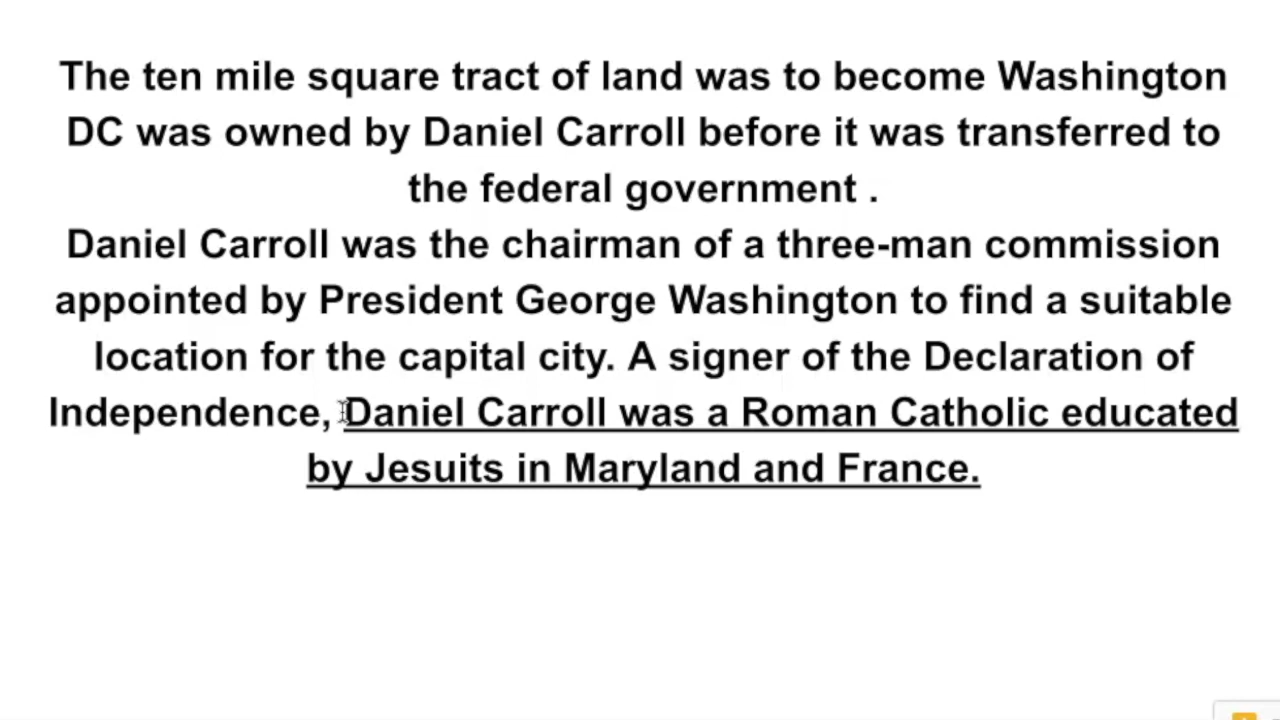 The ten mile square tract of land was to become Washington
DC was owned by Daniel Carroll before it was transferred to
the federal government .
Daniel Carroll was the chairman of a three-man commission
appointed by President George Washington to find a suitable
location for the capital city. A signer of the Declaration of
Independence, Daniel Carroll was a Roman Catholic educated
by Jesuits in Maryland and France.